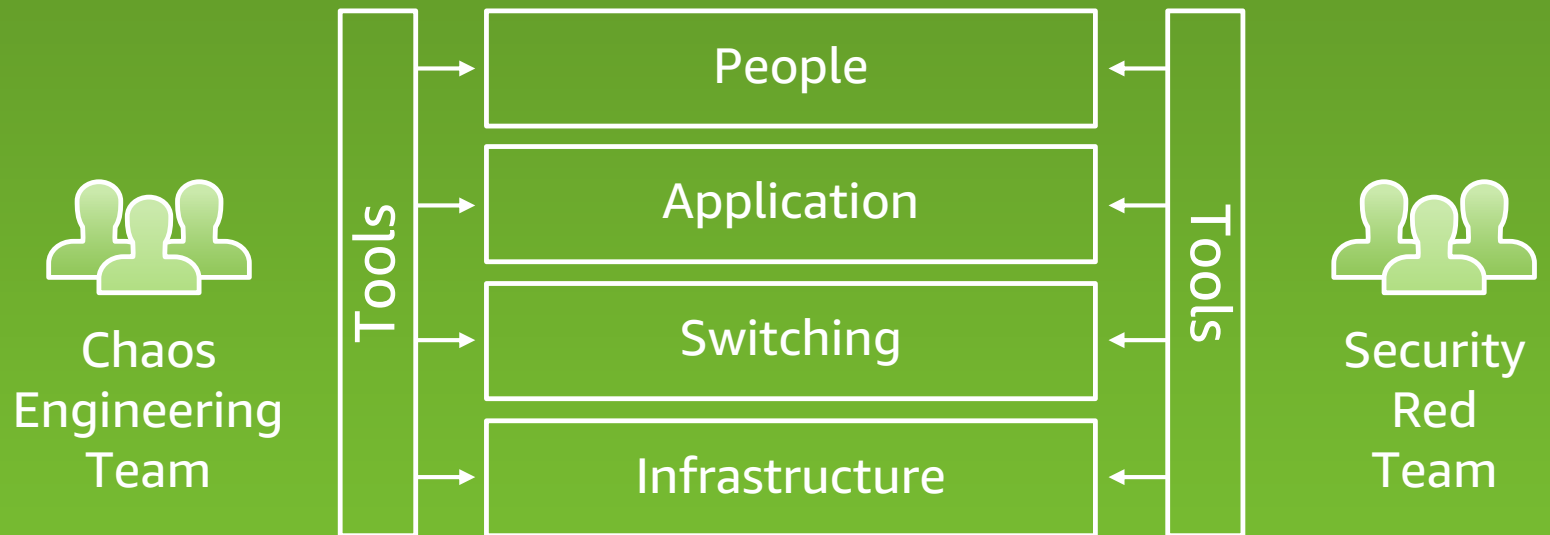 People
Application
Switching
Infrastructure
Tools
Tools
Chaos
Engineering
Team
Security
Red
Team